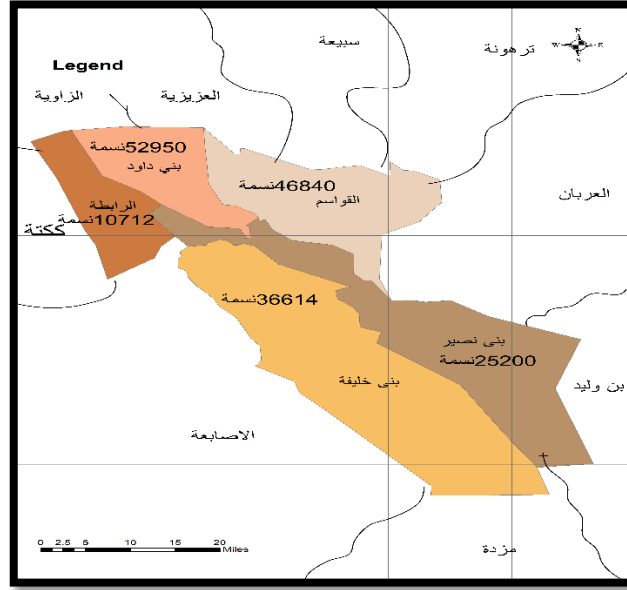 سبيعة
ترهونة
N
W
E
S
Legend
الزاوية
العزيزية
52950نسمة
بني داود
46840نسمة
القواسم
العربان
الرابطة
10712نسمة
ككتة
36614نسمة
بنى نصير
25200نسمة
بنى خليفة
بن وليد
الاصابعة
مزدة
0 2.5 5 10 15 20
Miles